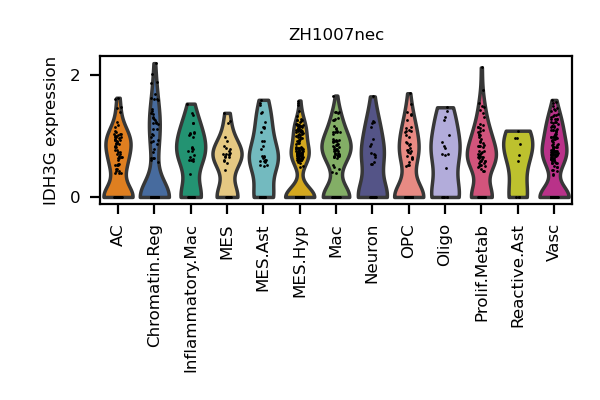 ZH1007nec
IDH3G expression
2
0
AC
Chromatin.Reg
Inflammatory.Mac
MES
MES.Ast
MES.Hyp
Mac
Neuron
OPC
Oligo
Prolif.Metab
Reactive.Ast
Vasc